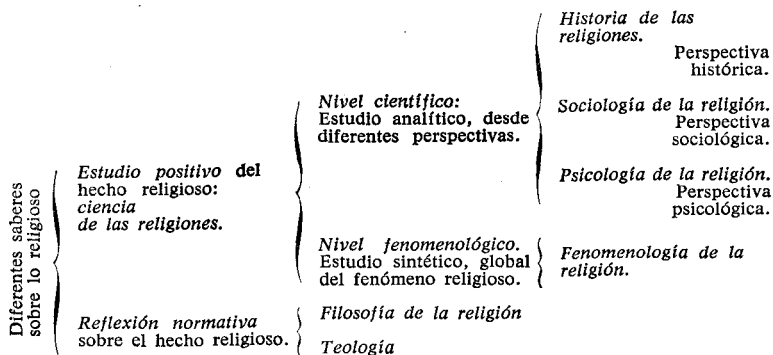 Diferentes saberes
sobre lo religioso
Estudio positivo del
hecho religioso:
ciencia
de las religiones.
Nivel científico:
Estudio analítico, desde
diferentes perspectivas.
Historia de las
religiones.
Perspectiva
histórica.
Sociología de la religión.
Perspectiva
sociológica.
Psicología de la religión.
Perspectiva
psicológica.
Nivel fenomenológico.
Estudio sintético, global
del fenómeno religioso.
Fenomenología de la
religión.
Reflexión normativa
sobre el hecho religioso.
Filosofía de la religión
Teología